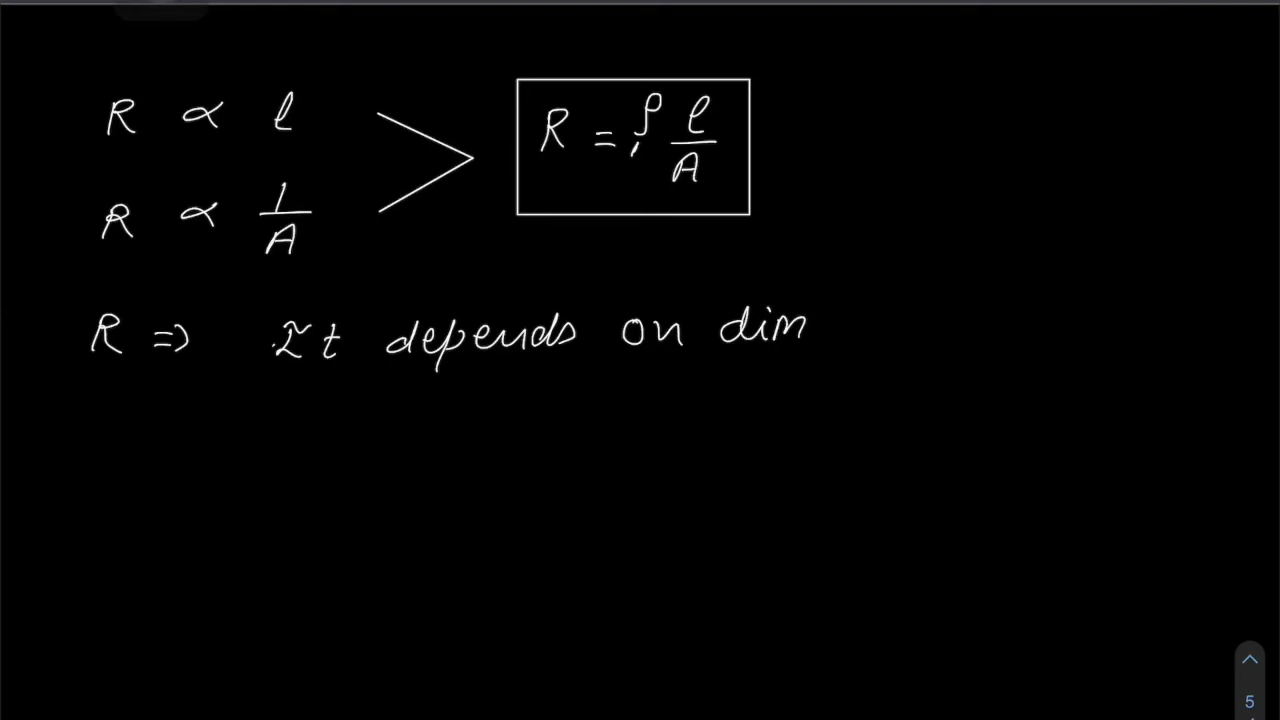 R ∝ l
R = ρ l/A
R ∝ 1/A
R => It depends on dim
5